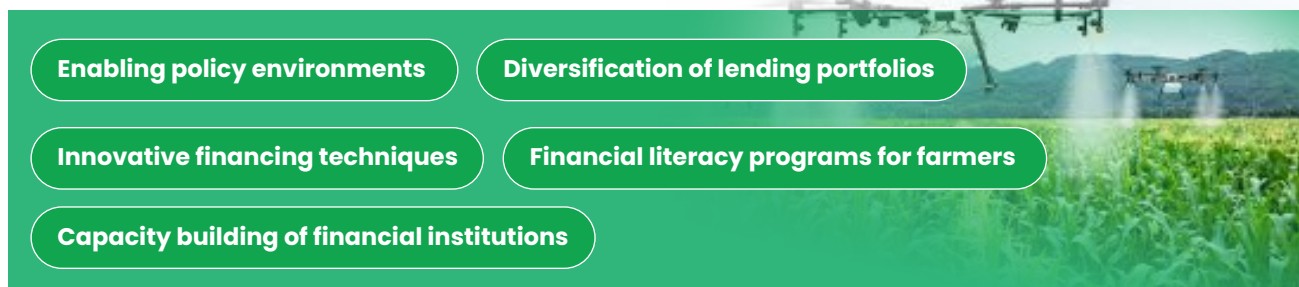 Enabling policy environments
Diversification of lending portfolios
Innovative financing techniques
Financial literacy programs for farmers
Capacity building of financial institutions